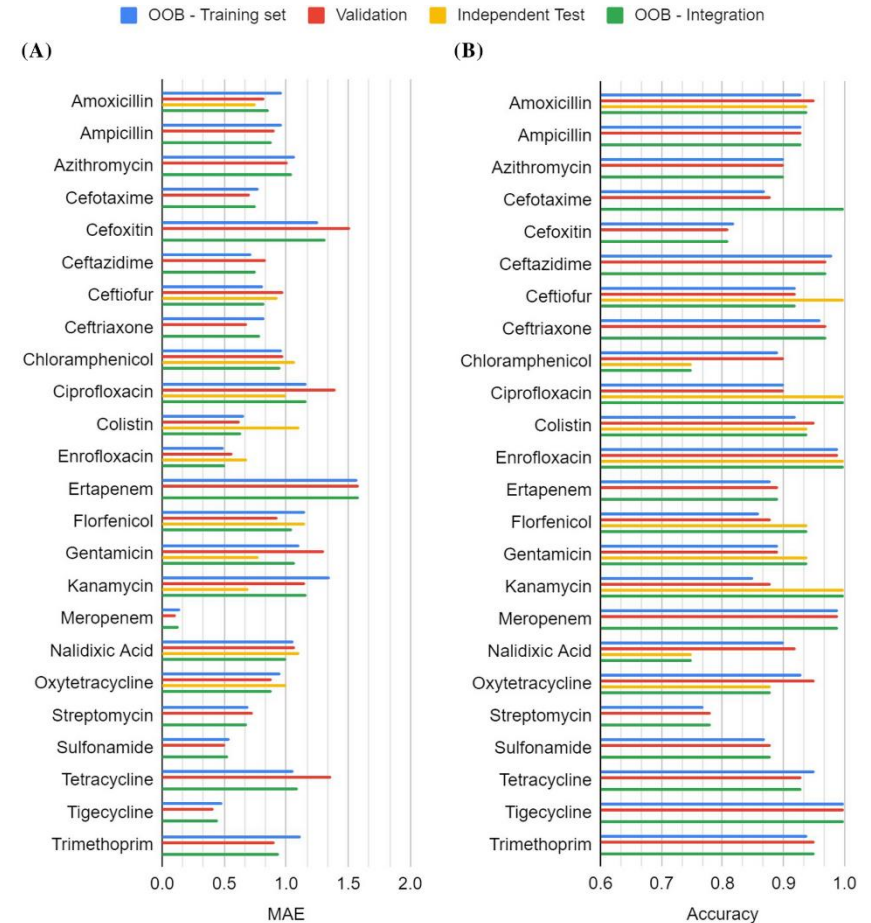 OOB - Training set Validation Independent Test OOB - Integration
(A)
Amoxicillin
Ampicillin
Azithromycin
Cefotaxime
Cefoxitin
Ceftazidime
Ceftiofur
Ceftriaxone
Chloramphenicol
Ciprofloxacin
Colistin
Enrofloxacin
Ertapenem
Florfenicol
Gentamicin
Kanamycin
Meropenem
Nalidixic Acid
Oxytetracycline
Streptomycin
Sulfonamide
Tetracycline
Tigecycline
Trimethoprim
0.0 0.5 1.0 1.5 2.0
MAE
(B)
Amoxicillin
Ampicillin
Azithromycin
Cefotaxime
Cefoxitin
Ceftazidime
Ceftiofur
Ceftriaxone
Chloramphenicol
Ciprofloxacin
Colistin
Enrofloxacin
Ertapenem
Florfenicol
Gentamicin
Kanamycin
Meropenem
Nalidixic Acid
Oxytetracycline
Streptomycin
Sulfonamide
Tetracycline
Tigecycline
Trimethoprim
0.6 0.7 0.8 0.9 1.0
Accuracy